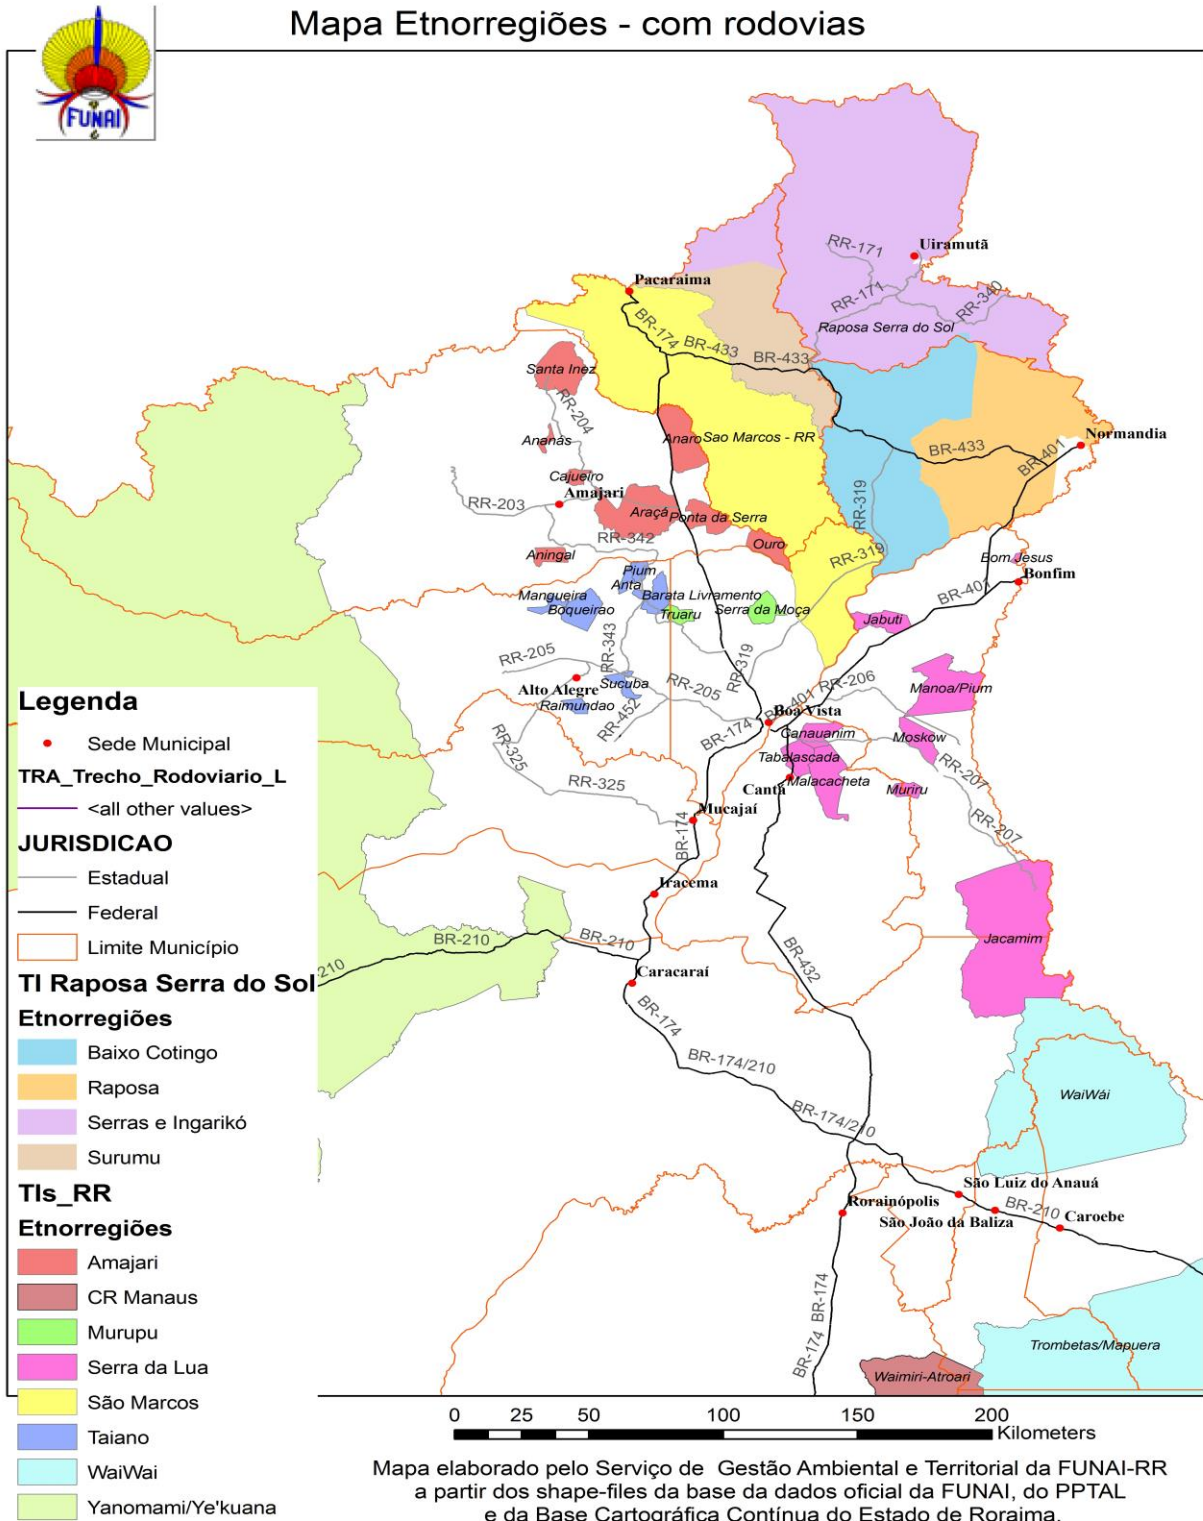 Mapa Etnorregiões - com rodovias
FUNAI
Uiramutã
RR-171
Pacaraima
RR-171
RR-340
Raposa Serra do Sol
BR-174
BR-433
BR-433
Santa Inez
RR-204
Ananás
Anaro
Sao Marcos - RR
Normandia
BR-433
BR-401
Cajueiro
Amajari
RR-203
Araçá
Ponta da Serra
RR-319
RR-342
Ouro
Aningal
RR-319
Bom Jesus
Bonfim
BR-401
Pium
Anta
Mangueira
Barata Livramento
Boqueirao
Truaru
Serra da Moça
Jabuti
RR-343
RR-319
RR-205
Sucuba
RR-205
RR-206
Manoa/Pium
Alto Alegre
Raimundao
BR-401
Boa Vista
RR-452
BR-174
Canauanim
Moskow
RR-325
Tabalascada
RR-207
RR-325
Malacacheta
Cantá
Muriru
Mucajaí
RR-207
BR-174
Iracema
BR-210
BR-210
BR-432
Jacamim
210
Caracaraí
BR-174
BR-174/210
WaiWái
BR-174/210
São Luiz do Anauá
Rorainópolis
BR-210
São João da Baliza
Caroebe
BR-174
BR-174
Trombetas/Mapuera
Waimiri-Atroari
Legenda
Sede Municipal
TRA_Trecho_Rodoviario_L
<all other values>
JURISDICAO
Estadual
Federal
Limite Município
TI Raposa Serra do Sol
Etnorregiões
Baixo Cotingo
Raposa
Serras e Ingarikó
Surumu
TIs_RR
Etnorregiões
Amajari
CR Manaus
Murupu
Serra da Lua
São Marcos
Taiano
WaiWai
Yanomami/Ye'kuana
0 25 50 100 150 200
Kilometers
Mapa elaborado pelo Serviço de Gestão Ambiental e Territorial da FUNAI-RR
a partir dos shape-files da base da dados oficial da FUNAI, do PPTAL
e da Base Cartográfica Contínua do Estado de Roraima.